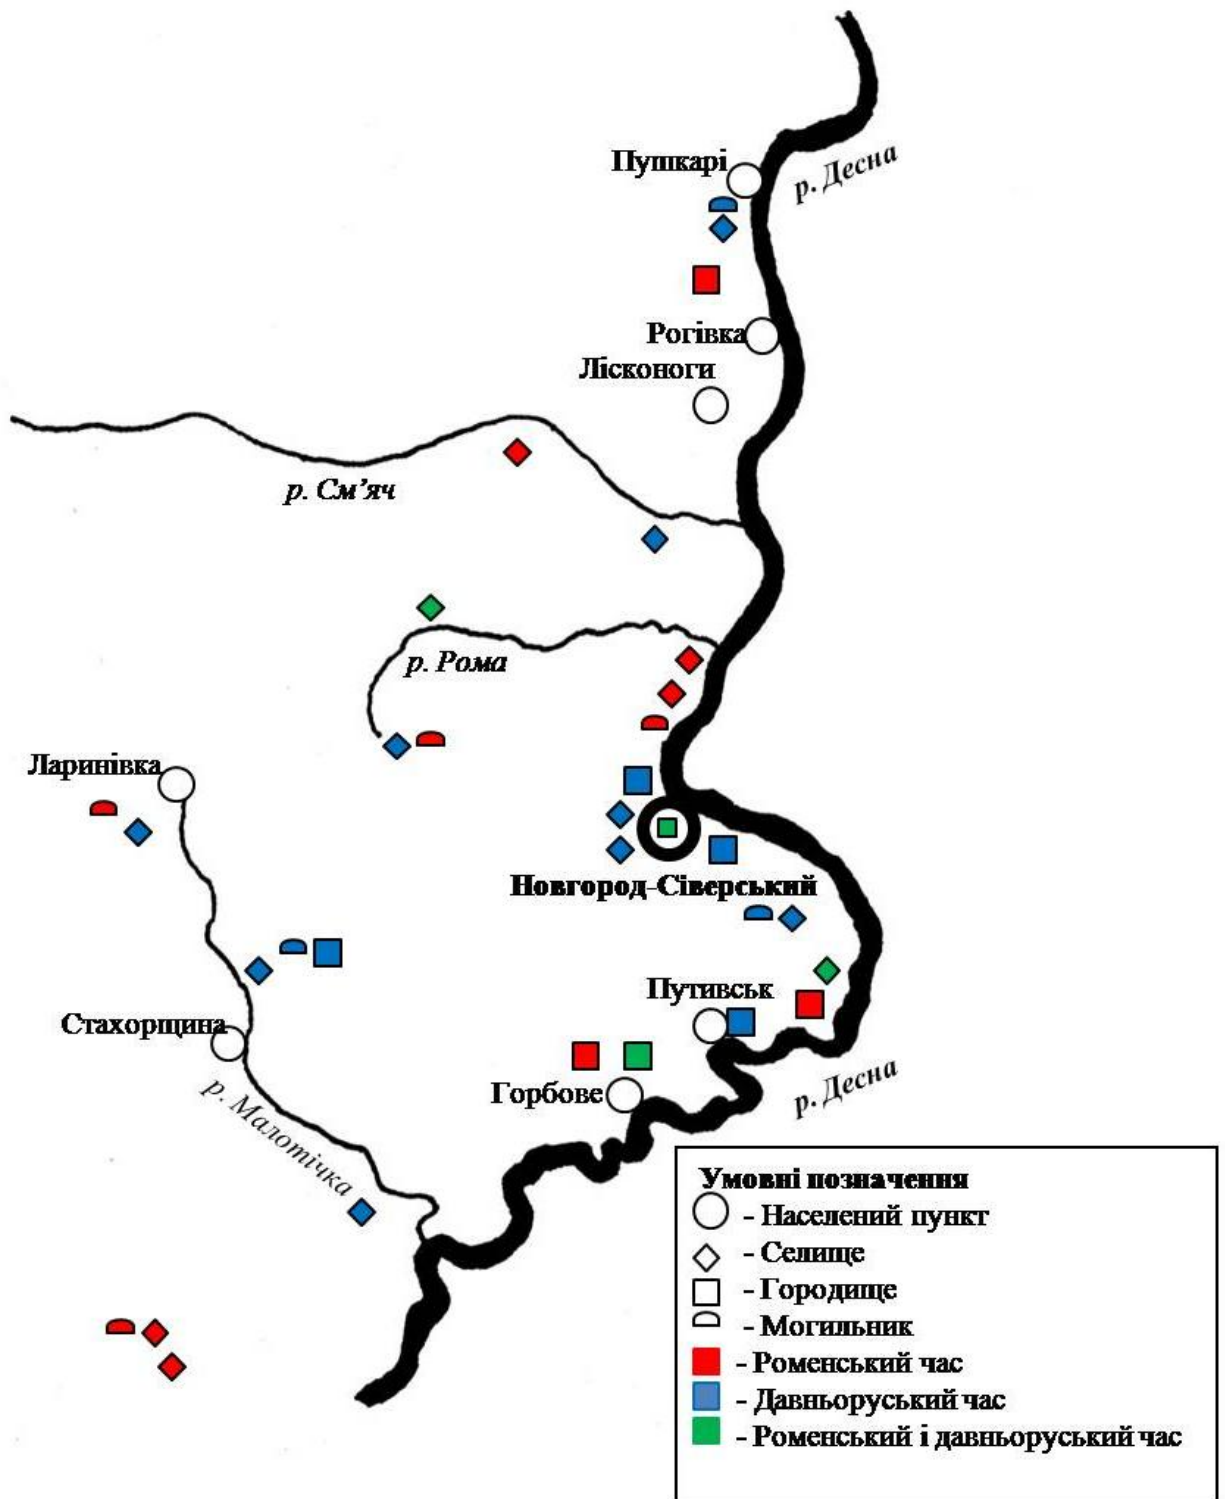 Пушкарі
р. Десна
Рогівка
Лісконоги
р. См’яч
р. Рома
Ларинівка
Новгород-Сіверський
Путивськ
Стахорщина
Горбове
р. Десна
р. Малотічка
Умовні позначення
- Населений пункт
- Селище
- Городище
- Могильник
- Роменський час
- Давньоруський час
- Роменський і давньоруський час